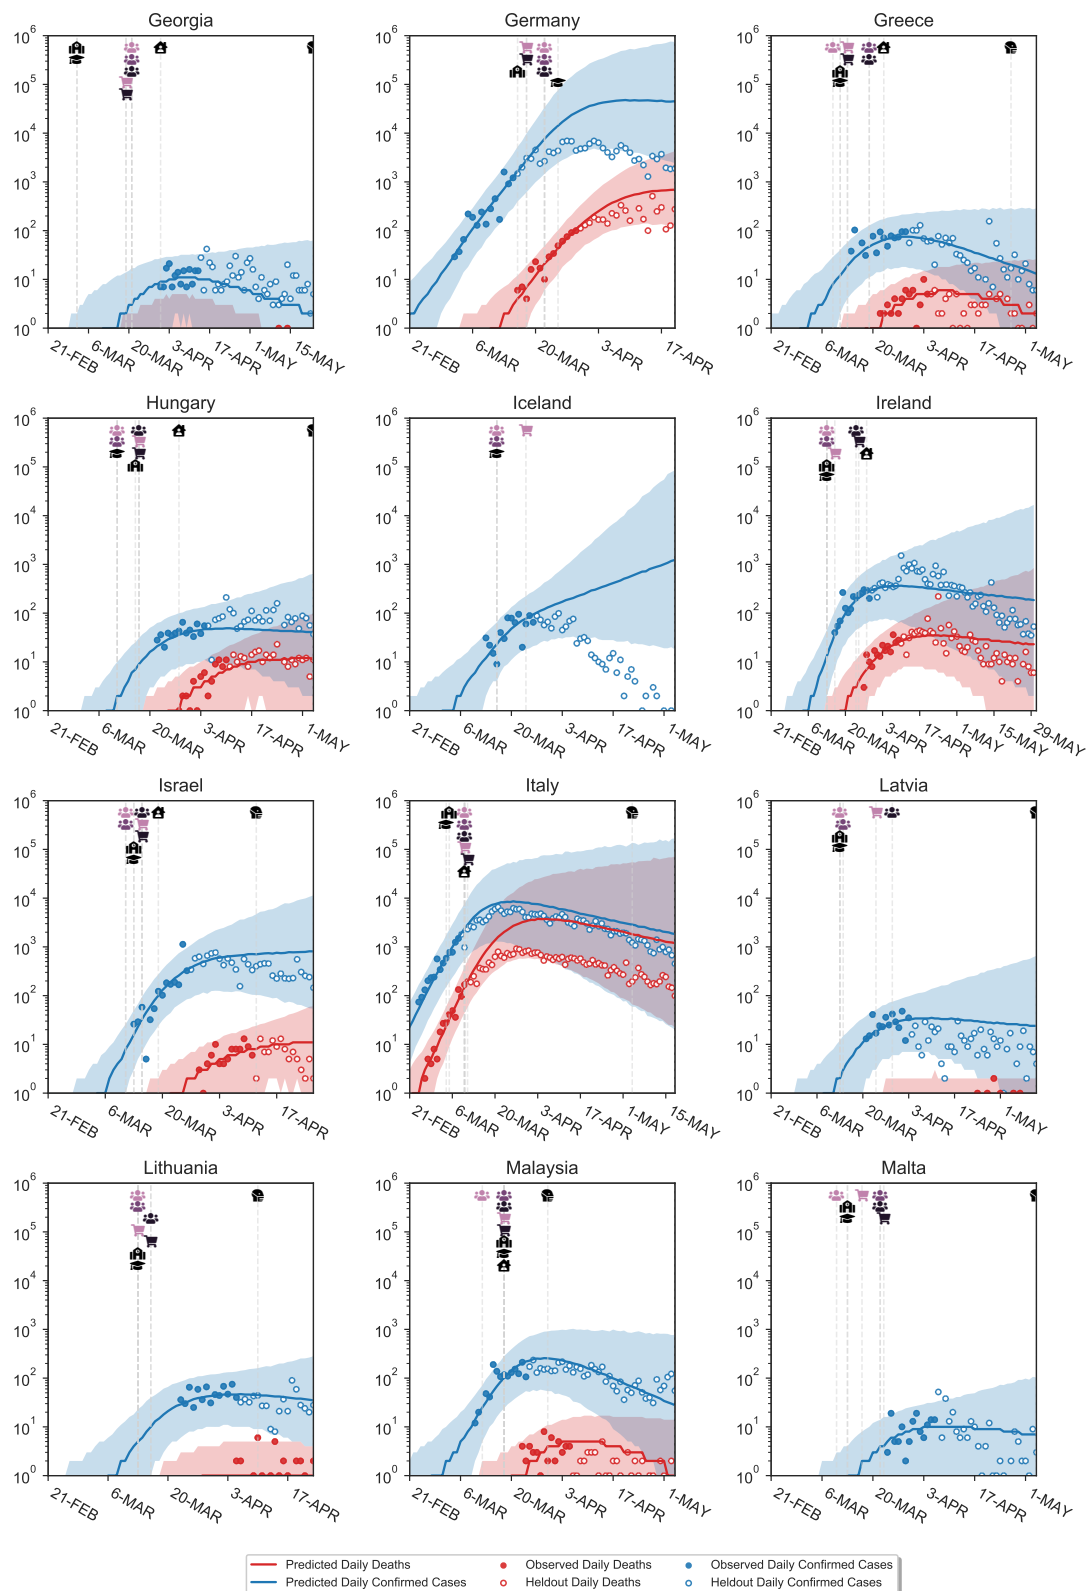 Georgia Germany Greece
10^6 10^6 10^6
10^5 10^5 10^5
10^4 10^4 10^4
10^3 10^3 10^3
10^2 10^2 10^2
10^1 10^1 10^1
10^0 10^0 10^0
21-FEB 6-MAR 20-MAR 3-APR 17-APR 1-MAY 15-MAY 6-MAR 20-MAR 3-APR 17-APR 21-FEB 6-MAR 20-MAR 3-APR 17-APR 1-MAY
Hungary Iceland Ireland
10^6 10^6 10^6
10^5 10^5 10^5
10^4 10^4 10^4
10^3 10^3 10^3
10^2 10^2 10^2
10^1 10^1 10^1
10^0 10^0 10^0
21-FEB 6-MAR 20-MAR 3-APR 17-APR 1-MAY 21-FEB 6-MAR 20-MAR 3-APR 17-APR 1-MAY 21-FEB 6-MAR 20-MAR 3-APR 17-APR 1-MAY 15-MAY 29-MAY
Israel Italy Latvia
10^6 10^6 10^6
10^5 10^5 10^5
10^4 10^4 10^4
10^3 10^3 10^3
10^2 10^2 10^2
10^1 10^1 10^1
10^0 10^0 10^0
21-FEB 6-MAR 20-MAR 3-APR 17-APR 21-FEB 6-MAR 20-MAR 3-APR 17-APR 1-MAY 15-MAY 21-FEB 6-MAR 20-MAR 3-APR 17-APR 1-MAY
Lithuania Malaysia Malta
10^6 10^6 10^6
10^5 10^5 10^5
10^4 10^4 10^4
10^3 10^3 10^3
10^2 10^2 10^2
10^1 10^1 10^1
10^0 10^0 10^0
21-FEB 6-MAR 20-MAR 3-APR 17-APR 21-FEB 6-MAR 20-MAR 3-APR 17-APR 1-MAY 21-FEB 6-MAR 20-MAR 3-APR 17-APR 1-MAY
Predicted Daily Deaths Observed Daily Deaths Observed Daily Confirmed Cases
Predicted Daily Confirmed Cases Heldout Daily Deaths Heldout Daily Confirmed Cases